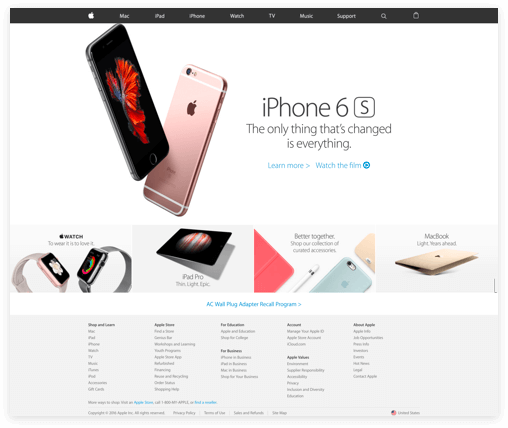 Mac iPad iPhone Watch TV Music Support
iPhone 6 S
The only thing that's changed
is everything.
Learn more > Watch the film
WATCH
To wear it is to love it.
iPad Pro
Thin. Light. Epic.
Better together.
Shop our collection of
curated accessories.
MacBook
Light. Years ahead.
AC Wall Plug Adapter Recall Program >
Shop and Learn
Mac
iPad
iPhone
Watch
TV
Music
iTunes
iPod
Accessories
Gift Cards
Apple Store
Find a Store
Genius Bar
Workshops and Learning
Youth Programs
Apple Store App
Refurbished
Financing
Reuse and Recycling
Order Status
Shopping Help
For Education
Apple and Education
Shop for College
For Business
iPhone in Business
iPad in Business
Mac in Business
Shop for Your Business
Account
Manage Your Apple ID
Apple Store Account
iCloud.com
Apple Values
Environment
Supplier Responsibility
Accessibility
Privacy
Inclusion and Diversity
Education
About Apple
Apple Info
Job Opportunities
Press Info
Investors
Events
Hot News
Legal
Contact Apple
More ways to shop: Visit an Apple Store, call 1-800-MY-APPLE, or find a reseller.
Copyright © 2016 Apple Inc. All rights reserved. Privacy Policy | Terms of Use | Sales and Refunds | Site Map
United States